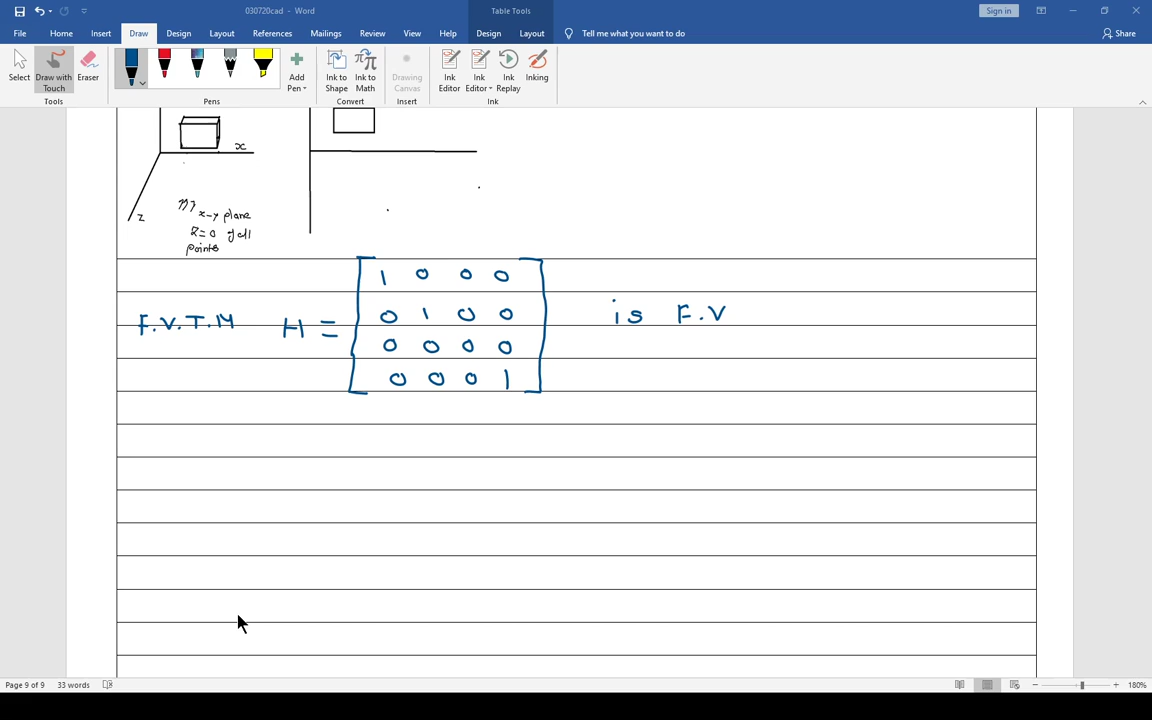 030720cad - Word
Table Tools
Sign in
File Home Insert Draw Design Layout References Mailings Review View Help Design Layout Tell me what you want to do Share
Select Draw with Touch Eraser Add Pen Ink to Shape Ink to Math Drawing Canvas Ink Editor Ink Editor Ink Replay Inking
Tools Pens Convert Insert Ink
x
z
x-y plane
z=0 of all
points
1 0 0 0
F.V.T.M H = 0 1 0 0 is F.V
0 0 0 0
0 0 0 1
Page 9 of 9 33 words 180%